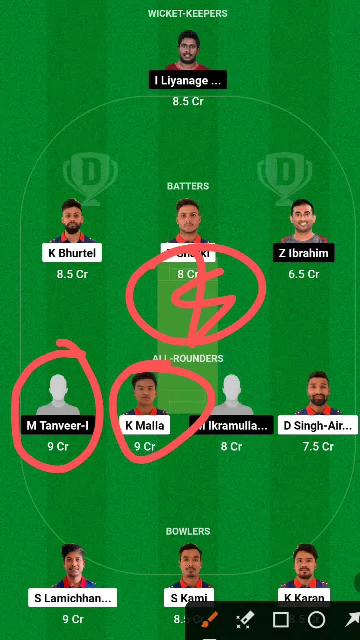 WICKET-KEEPERS
I Liyanage ...
8.5 Cr
BATTERS
K Bhurtel
Z Ibrahim
8.5 Cr
8 Cr
6.5 Cr
ALL-ROUNDERS
M Tanveer-I
K Malla
Ikramulla...
D Singh-Air...
9 Cr
9 Cr
8 Cr
7.5 Cr
BOWLERS
S Lamichhan...
S Kami
K Karan
9 Cr